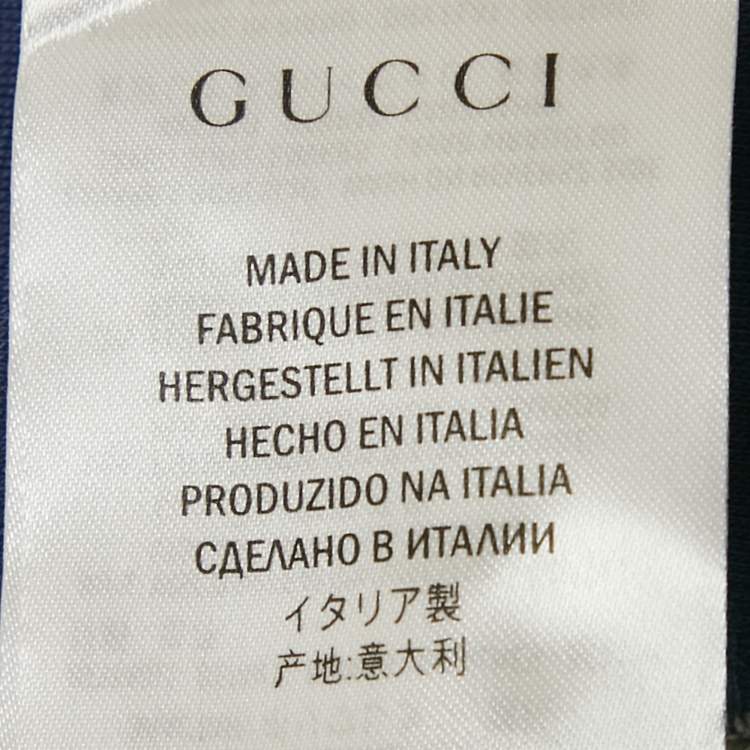 GUCCI
MADE IN ITALY
FABRIQUE EN ITALIE
HERGESTELLT IN ITALIEN
HECHO EN ITALIA
PRODUZIDO NA ITALIA
СДЕЛАНО В ИТАЛИИ
イタリア製
产地:意大利